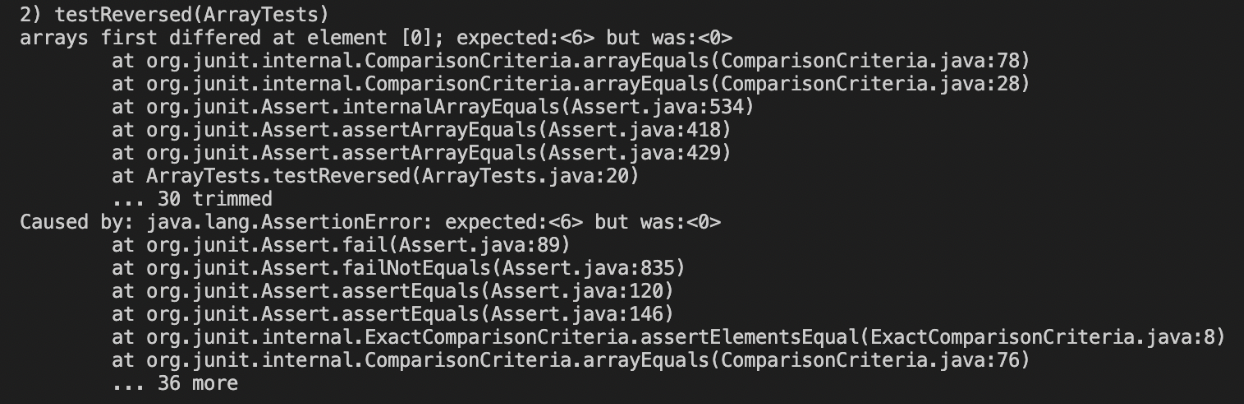 2) testReversed(ArrayTests)
arrays first differed at element [0]; expected:<6> but was:<0>
at org.junit.internal.ComparisonCriteria.arrayEquals(ComparisonCriteria.java:78)
at org.junit.internal.ComparisonCriteria.arrayEquals(ComparisonCriteria.java:28)
at org.junit.Assert.internalArrayEquals(Assert.java:534)
at org.junit.Assert.assertArrayEquals(Assert.java:418)
at org.junit.Assert.assertArrayEquals(Assert.java:429)
at ArrayTests.testReversed(ArrayTests.java:20)
... 30 trimmed
Caused by: java.lang.AssertionError: expected:<6> but was:<0>
at org.junit.Assert.fail(Assert.java:89)
at org.junit.Assert.failNotEquals(Assert.java:835)
at org.junit.Assert.assertEquals(Assert.java:120)
at org.junit.Assert.assertEquals(Assert.java:146)
at org.junit.internal.ExactComparisonCriteria.assertElementsEqual(ExactComparisonCriteria.java:8)
at org.junit.internal.ComparisonCriteria.arrayEquals(ComparisonCriteria.java:76)
... 36 more